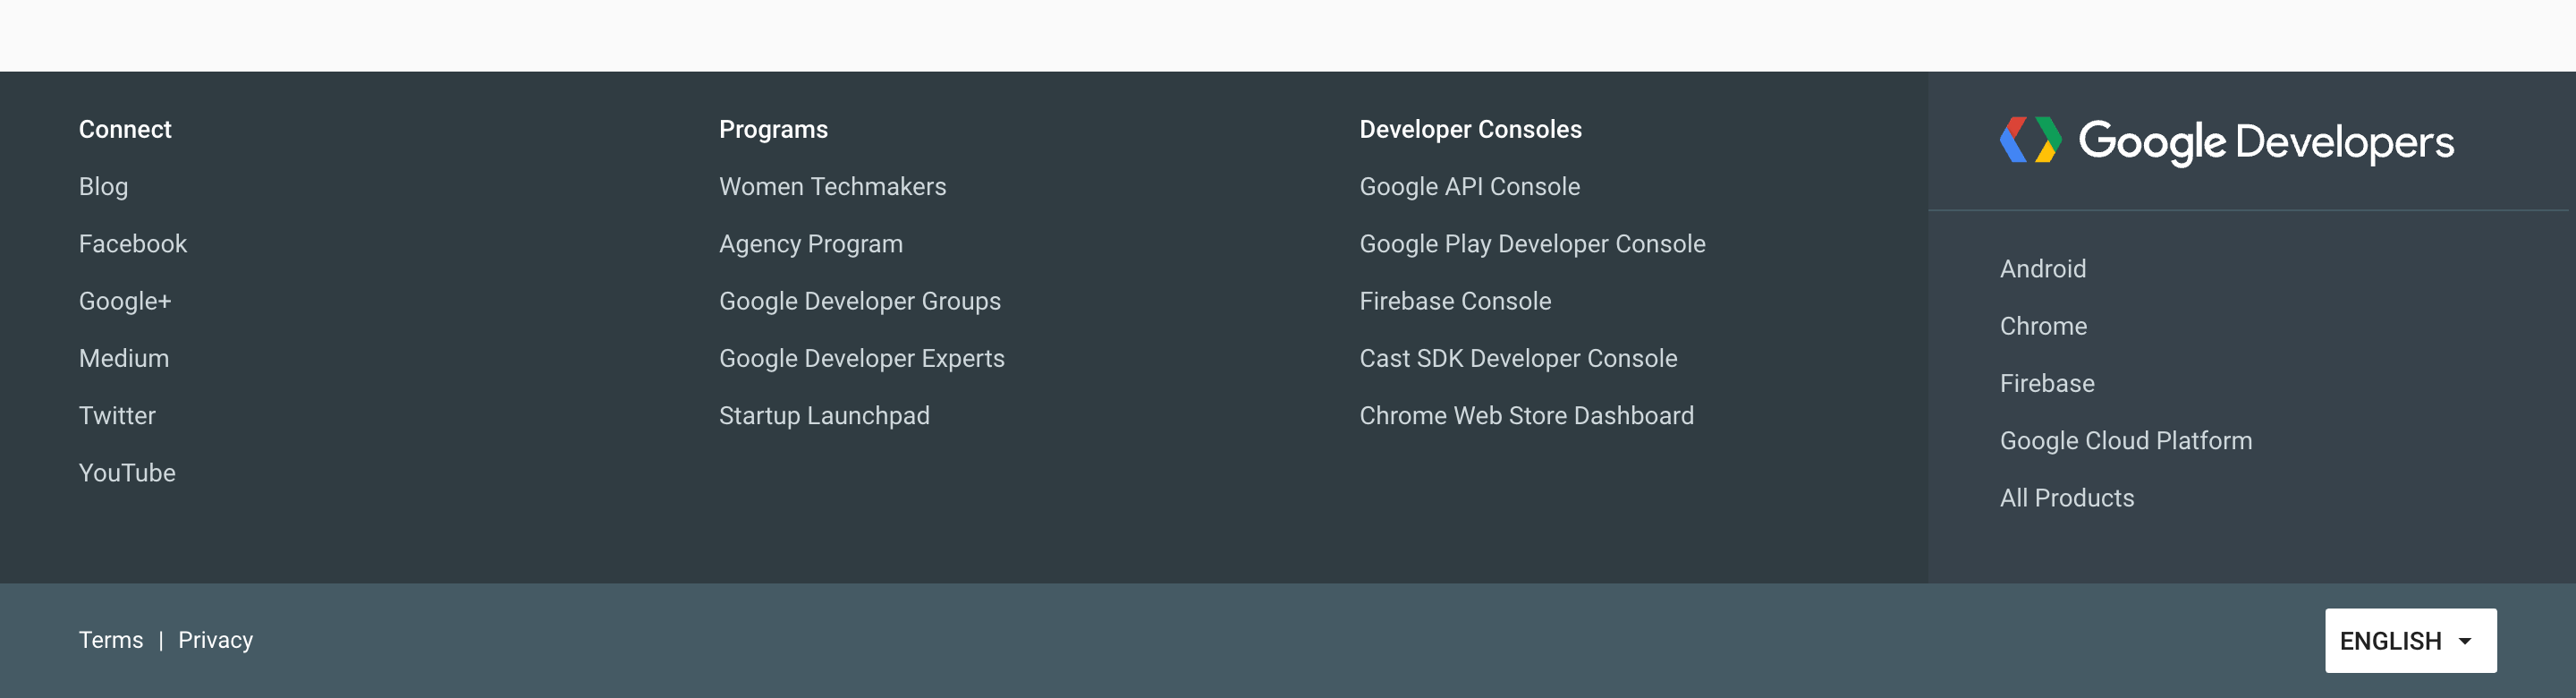 Connect
Blog
Facebook
Google+
Medium
Twitter
YouTube
Programs
Women Techmakers
Agency Program
Google Developer Groups
Google Developer Experts
Startup Launchpad
Developer Consoles
Google API Console
Google Play Developer Console
Firebase Console
Cast SDK Developer Console
Chrome Web Store Dashboard
Google Developers
Android
Chrome
Firebase
Google Cloud Platform
All Products
Terms | Privacy
ENGLISH